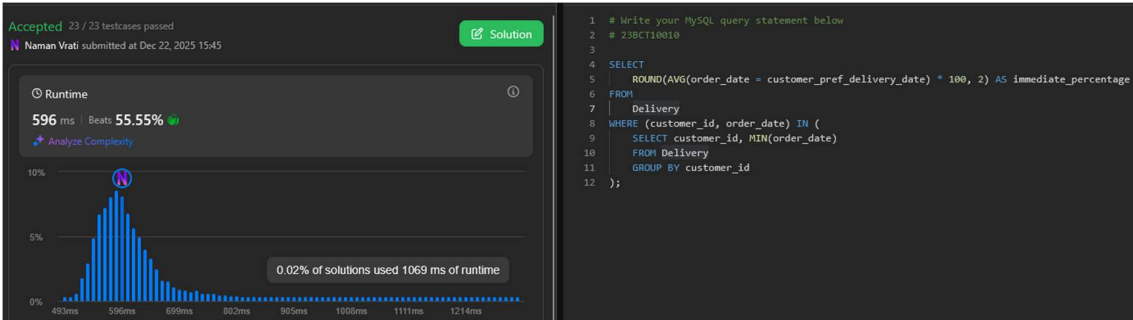 Accepted 23 / 23 testcases passed
Naman Vrati submitted at Dec 22, 2025 15:45
Solution
Runtime
596 ms | Beats 55.55%
Analyze Complexity
10%
5%
0%
N
0.02% of solutions used 1069 ms of runtime
493ms 596ms 699ms 802ms 905ms 1008ms 1111ms 1214ms
1 # Write your MySQL query statement below
2 # 23BCT10010
3
4 SELECT
5 ROUND(AVG(order_date = customer_pref_delivery_date) * 100, 2) AS immediate_percentage
6 FROM
7 Delivery
8 WHERE (customer_id, order_date) IN (
9 SELECT customer_id, MIN(order_date)
10 FROM Delivery
11 GROUP BY customer_id
12 );